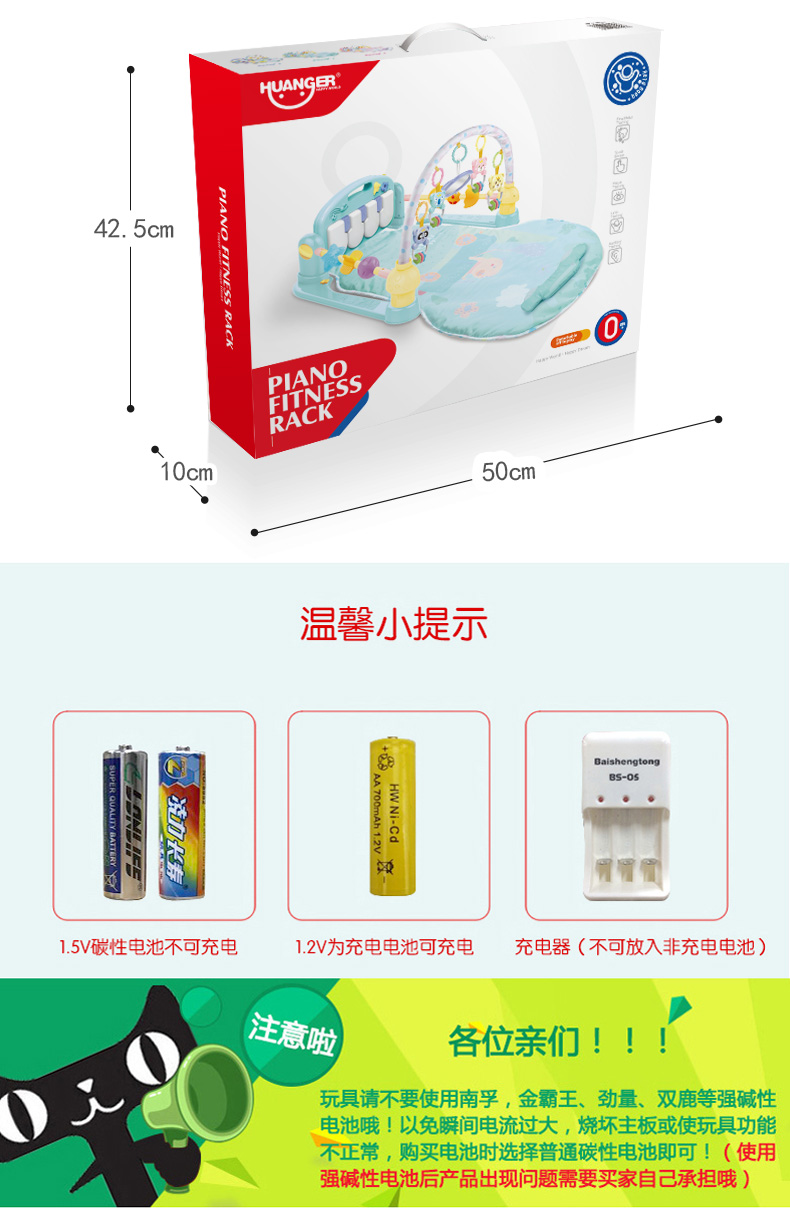 HUANGER®
HAPPY WORLD
PIANO FITNESS RACK
42.5cm
0
PIANO
FITNESS
RACK
10cm
50cm
温馨小提示
SUPER QUALITY BATTERY
活力长寿
HW Ni-Cd
AA 700mAh 1.2V
Baishengtong
BS-05
1.5V碳性电池不可充电
1.2V为充电电池可充电
充电器（不可放入非充电电池）
注意啦
各位亲们！！！
玩具请不要使用南孚，金霸王、劲量、双鹿等强碱性
电池哦！以免瞬间电流过大，烧坏主板或使玩具功能
不正常，购买电池时选择普通碳性电池即可！（使用
强碱性电池后产品出现问题需要买家自己承担哦）